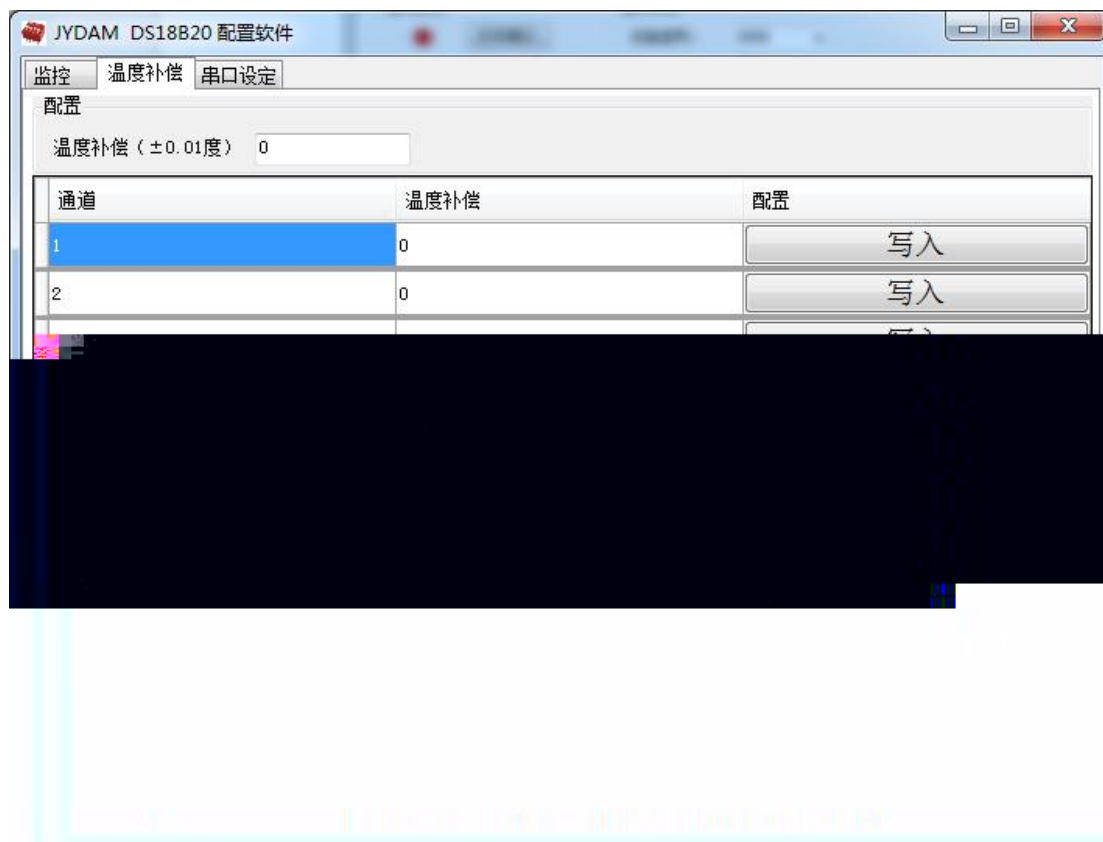 JYDAM DS18B20 配置软件
监控 温度补偿 串口设定
配置
温度补偿（±0.01度） 0
通道 温度补偿 配置
1 0 写入
2 0 写入